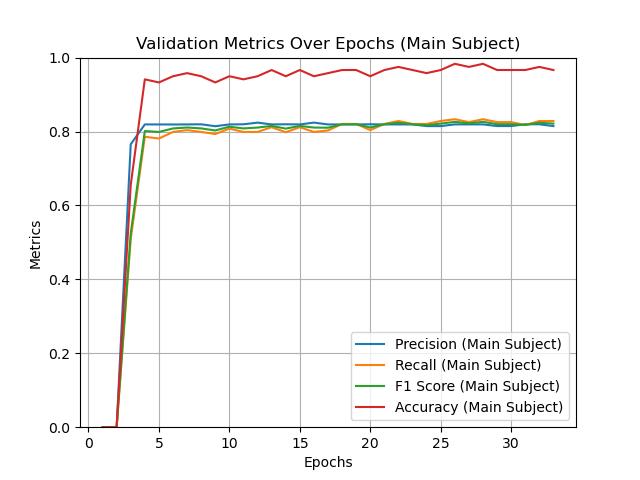 Validation Metrics Over Epochs (Main Subject)
1.0
0.8
0.6
0.4
0.2
0.0
Metrics
Precision (Main Subject)
Recall (Main Subject)
F1 Score (Main Subject)
Accuracy (Main Subject)
0 5 10 15 20 25 30
Epochs